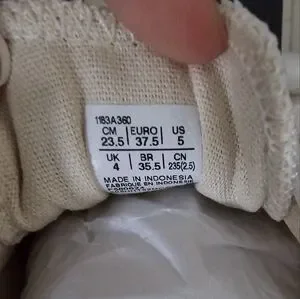 1183A360
CM EURO US
23.5 37.5 5
UK BR CN
4 35.5 235(2.5)
MADE IN INDONESIA
FABRIQUE EN INDONESIE